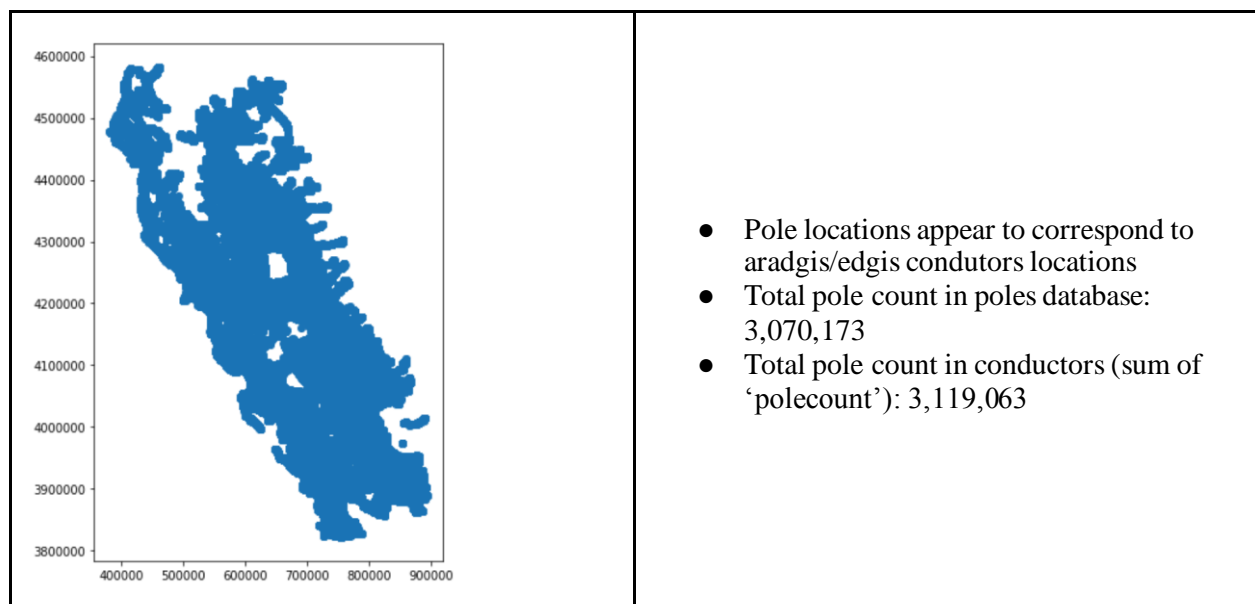 4600000
4500000
4400000
4300000
4200000
4100000
4000000
3900000
3800000
400000 500000 600000 700000 800000 900000
● Pole locations appear to correspond to
aradgis/edgis condutors locations
● Total pole count in poles database:
3,070,173
● Total pole count in conductors (sum of
‘polecount’): 3,119,063